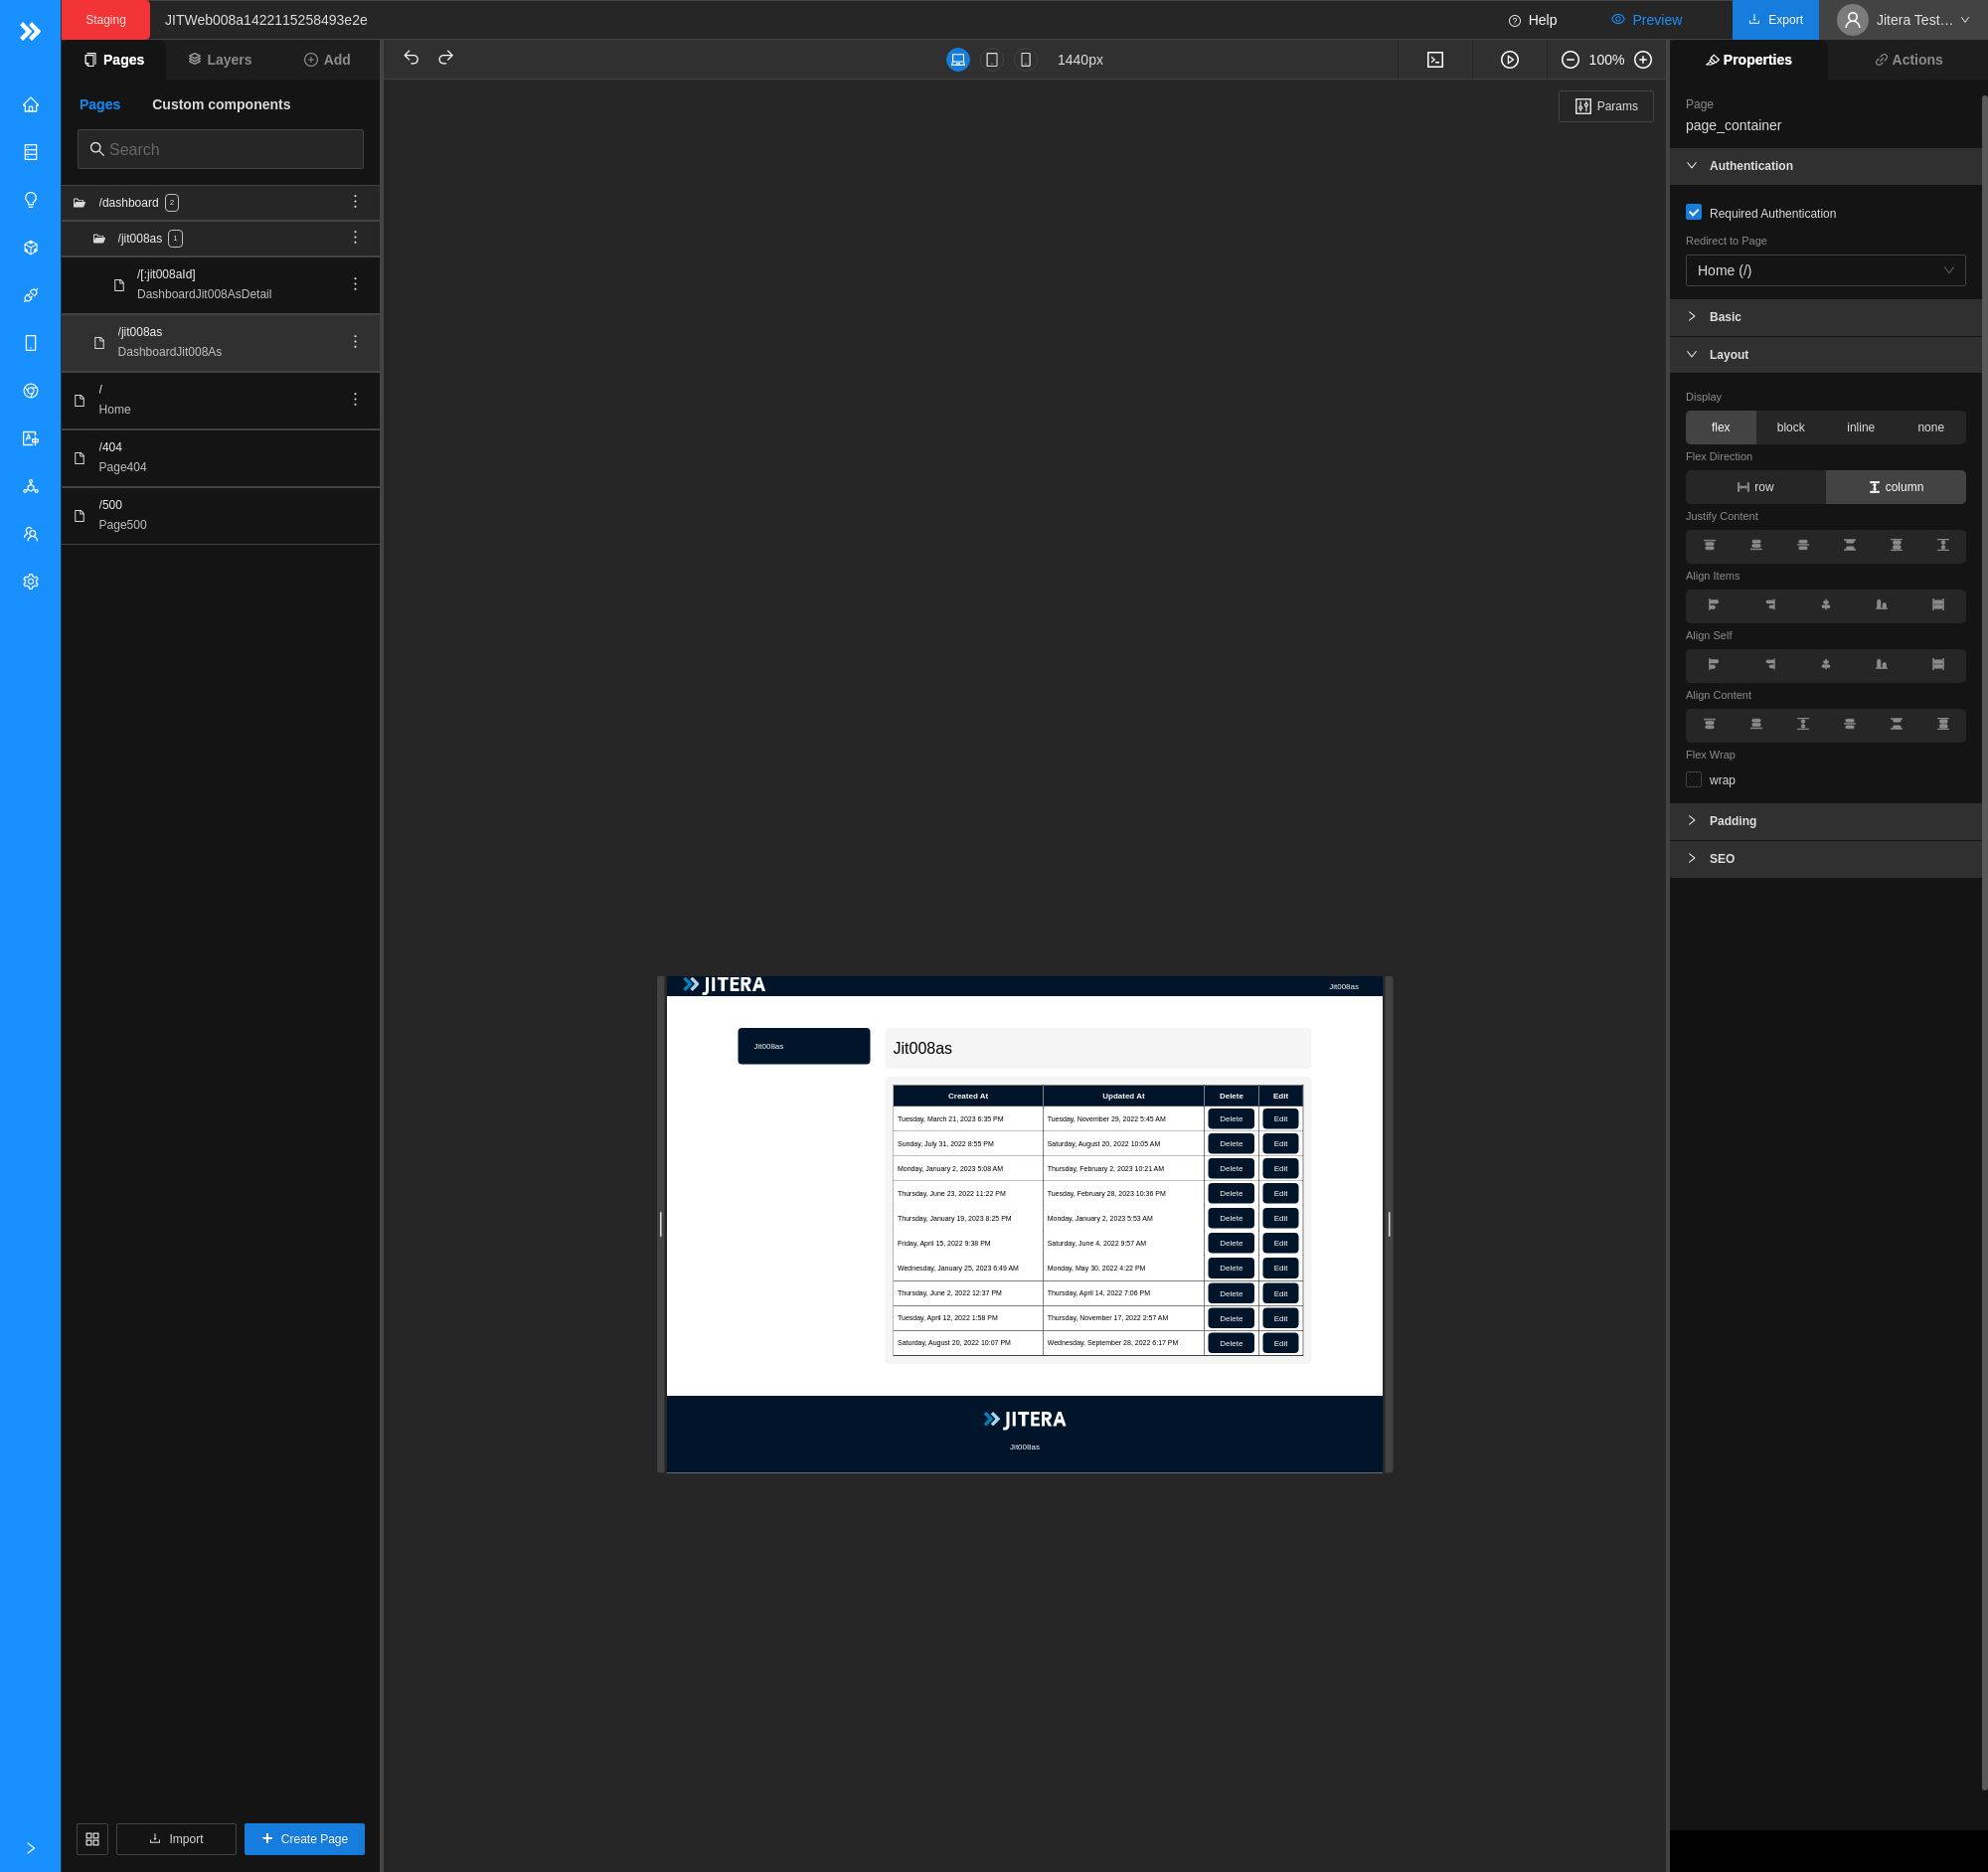 Staging
JITWeb008a1422115258493e2e
Help
Preview
Export
Jitera Test…
Pages
Layers
Add
1440px
100%
Properties
Actions
Pages
Custom components
Search
/dashboard 2
/jit008as 1
/[:jit008aId]
DashboardJit008AsDetail
/jit008as
DashboardJit008As
/
Home
/404
Page404
/500
Page500
Import
Create Page
Params
JITERA
Jit008as
Jit008as
Jit008as
Created At Updated At Delete Edit
Tuesday, March 21, 2023 6:35 PM Tuesday, November 29, 2022 5:45 AM Delete Edit
Sunday, July 31, 2022 8:55 PM Saturday, August 20, 2022 10:05 AM Delete Edit
Monday, January 2, 2023 5:08 AM Thursday, February 2, 2023 10:21 AM Delete Edit
Thursday, June 23, 2022 11:22 PM Tuesday, February 28, 2023 10:36 PM Delete Edit
Thursday, January 19, 2023 8:25 PM Monday, January 2, 2023 5:53 AM Delete Edit
Friday, April 15, 2022 9:38 PM Saturday, June 4, 2022 9:57 AM Delete Edit
Wednesday, January 25, 2023 6:49 AM Monday, May 30, 2022 4:22 PM Delete Edit
Thursday, June 2, 2022 12:37 PM Thursday, April 14, 2022 7:06 PM Delete Edit
Tuesday, April 12, 2022 1:58 PM Thursday, November 17, 2022 2:57 AM Delete Edit
Saturday, August 20, 2022 10:07 PM Wednesday, September 28, 2022 6:17 PM Delete Edit
JITERA
Jit008as
Page
page_container
Authentication
Required Authentication
Redirect to Page
Home (/)
Basic
Layout
Display
flex block inline none
Flex Direction
row column
Justify Content
Align Items
Align Self
Align Content
Flex Wrap
wrap
Padding
SEO